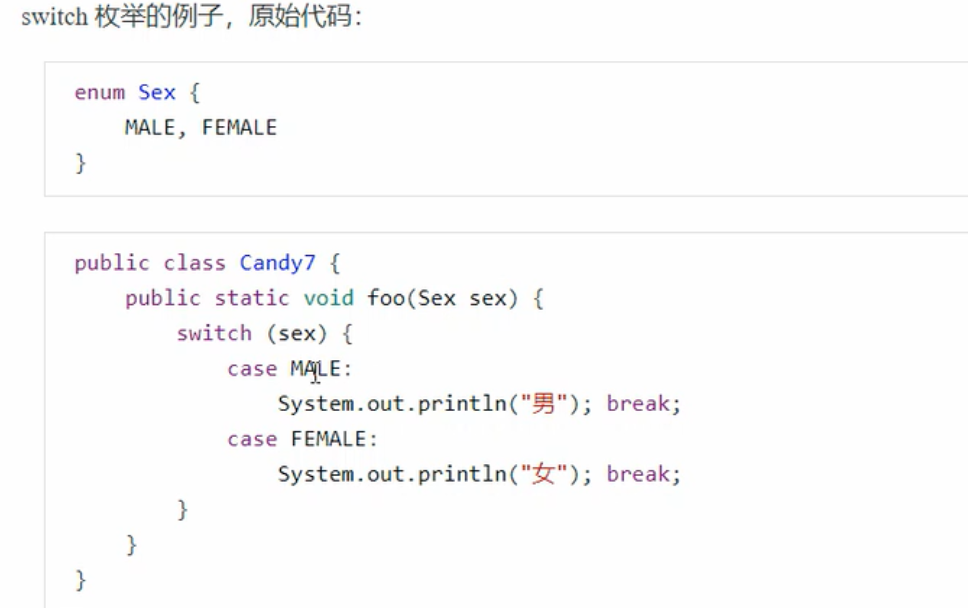 switch 枚举的例子，原始代码：
enum Sex {
    MALE, FEMALE
}
public class Candy7 {
    public static void foo(Sex sex) {
        switch (sex) {
            case MALE:
                System.out.println("男"); break;
            case FEMALE:
                System.out.println("女"); break;
        }
    }
}